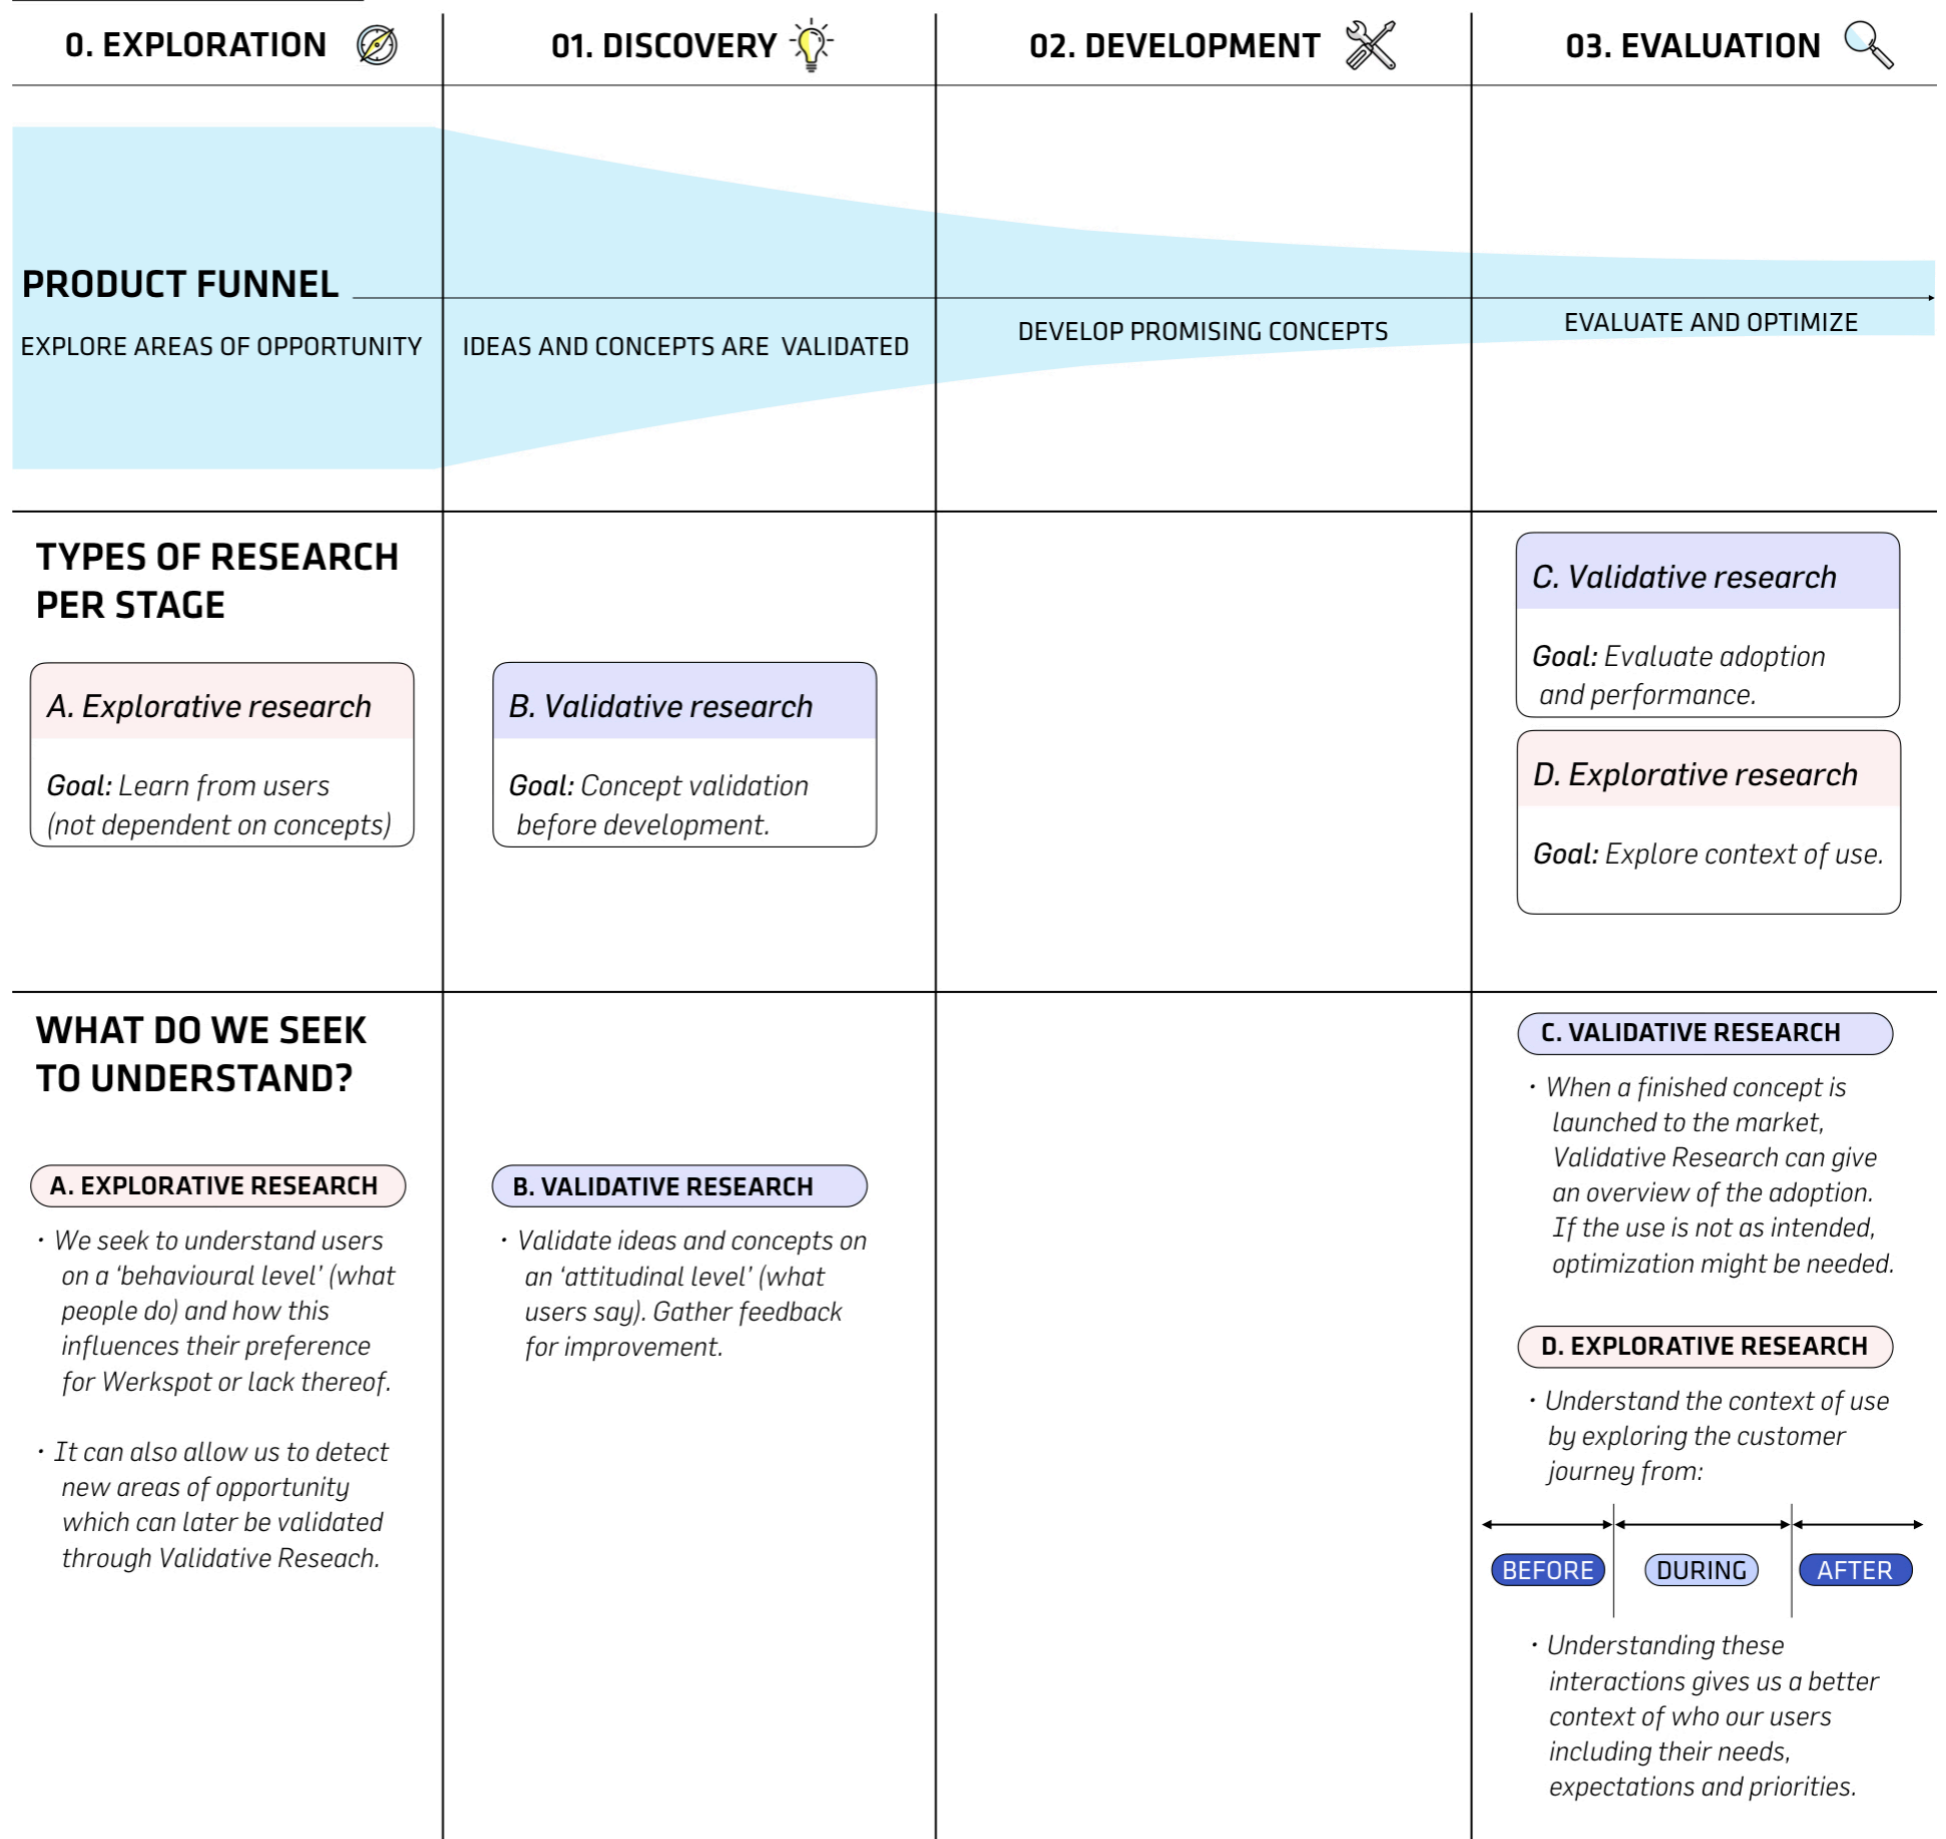 0. EXPLORATION
01. DISCOVERY
02. DEVELOPMENT
03. EVALUATION
PRODUCT FUNNEL
EXPLORE AREAS OF OPPORTUNITY
IDEAS AND CONCEPTS ARE VALIDATED
DEVELOP PROMISING CONCEPTS
EVALUATE AND OPTIMIZE
TYPES OF RESEARCH
PER STAGE
A. Explorative research
Goal: Learn from users
(not dependent on concepts)
B. Validative research
Goal: Concept validation
before development.
C. Validative research
Goal: Evaluate adoption
and performance.
D. Explorative research
Goal: Explore context of use.
WHAT DO WE SEEK
TO UNDERSTAND?
A. EXPLORATIVE RESEARCH
· We seek to understand users
on a ‘behavioural level’ (what
people do) and how this
influences their preference
for Werkspot or lack thereof.
· It can also allow us to detect
new areas of opportunity
which can later be validated
through Validative Reseach.
B. VALIDATIVE RESEARCH
· Validate ideas and concepts on
an ‘attitudinal level’ (what
users say). Gather feedback
for improvement.
C. VALIDATIVE RESEARCH
· When a finished concept is
launched to the market,
Validative Research can give
an overview of the adoption.
If the use is not as intended,
optimization might be needed.
D. EXPLORATIVE RESEARCH
· Understand the context of use
by exploring the customer
journey from:
BEFORE
DURING
AFTER
· Understanding these
interactions gives us a better
context of who our users
including their needs,
expectations and priorities.